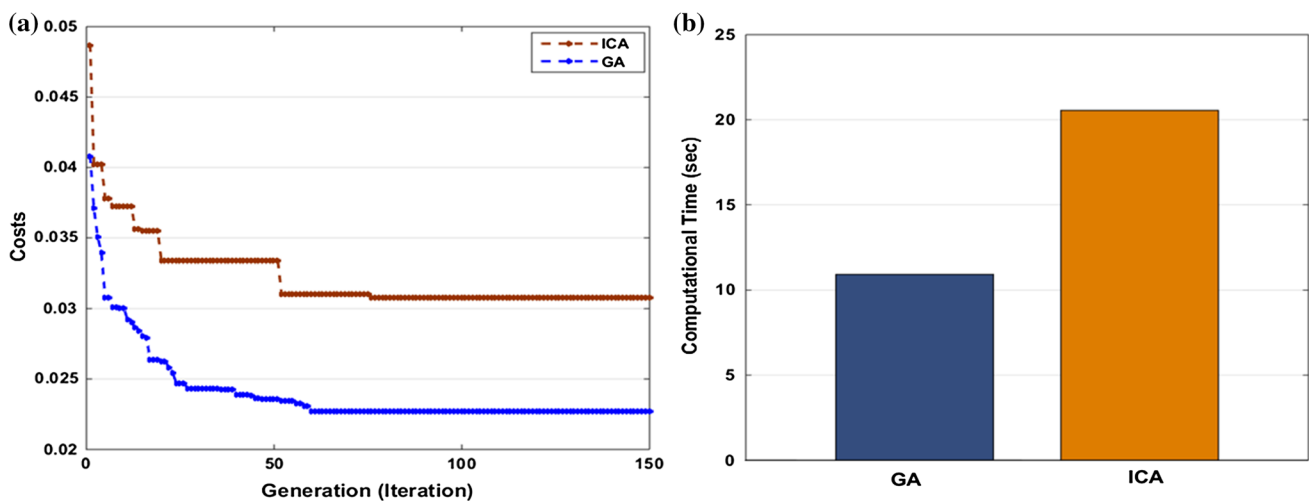 (a)
0.05
0.045
0.04
0.035
0.03
0.025
0.02
Costs
ICA
GA
0
50
100
150
Generation (Iteration)
(b)
25
20
15
10
5
0
Computational Time (sec)
GA
ICA